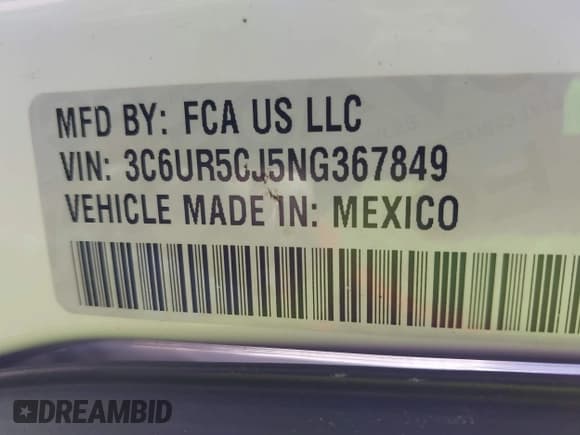 MFD BY: FCA US LLC
VIN: 3C6UR5CJ5NG367849
VEHICLE MADE IN: MEXICO
DREAMBID